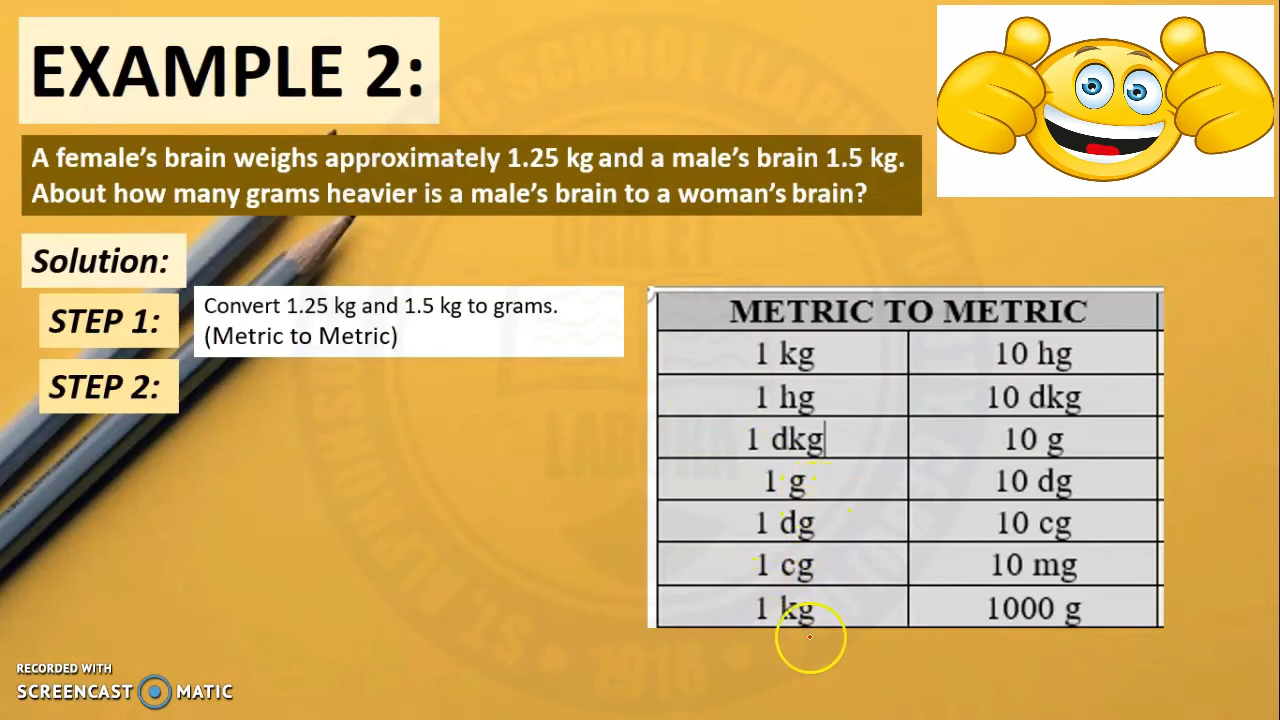 EXAMPLE 2:
A female's brain weighs approximately 1.25 kg and a male's brain 1.5 kg.
About how many grams heavier is a male's brain to a woman's brain?
Solution:
STEP 1:
Convert 1.25 kg and 1.5 kg to grams.
(Metric to Metric)
STEP 2:
METRIC TO METRIC
1 kg 10 hg
1 hg 10 dkg
1 dkg 10 g
1 g 10 dg
1 dg 10 cg
1 cg 10 mg
1 kg 1000 g
1916
RECORDED WITH
SCREENCAST MATIC